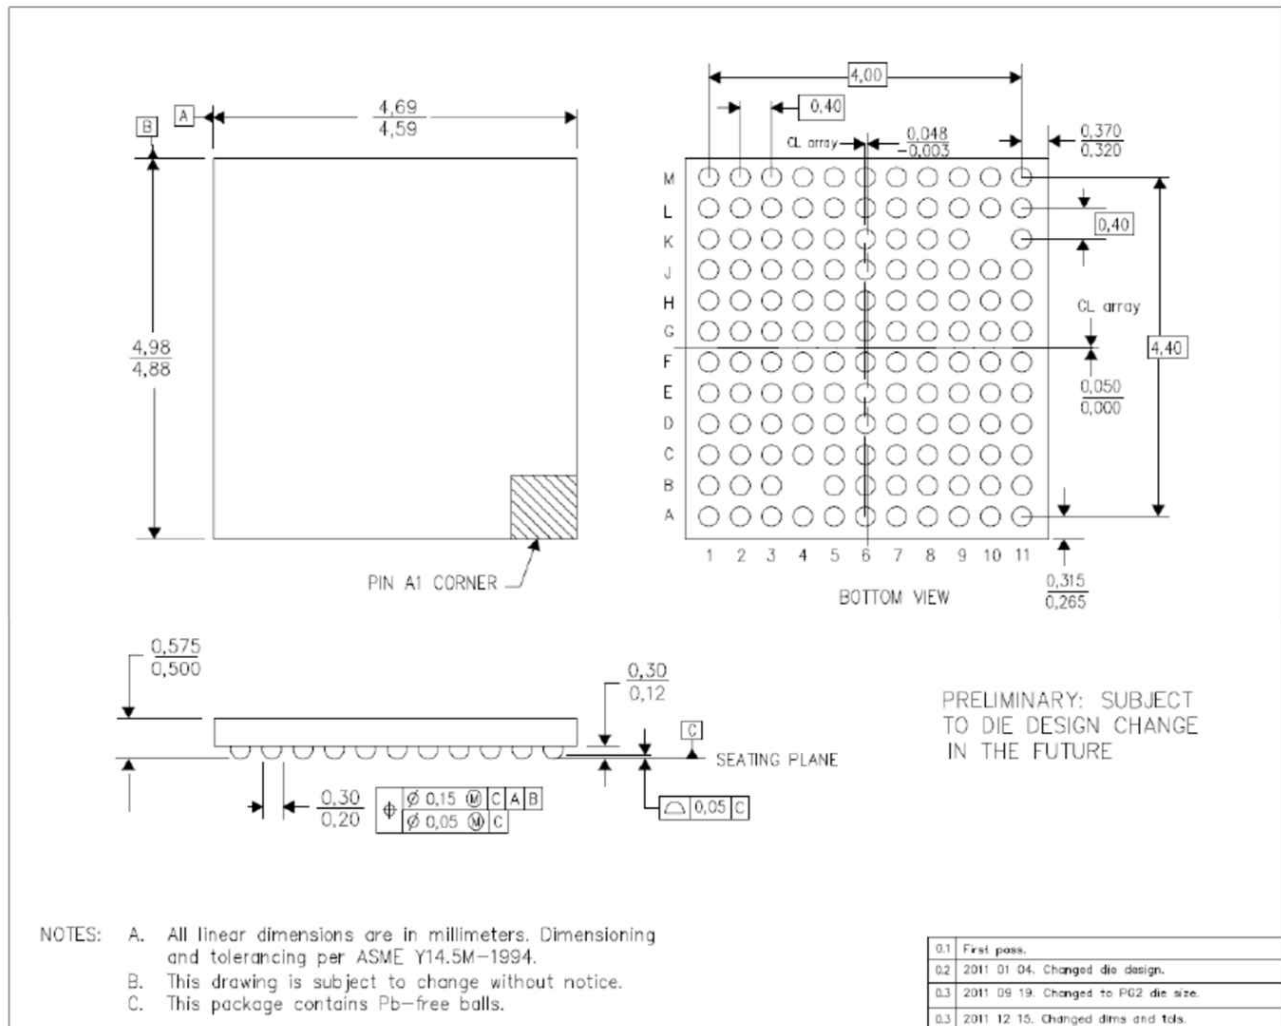 4,69
4,59
A
B
4,98
4,88
PIN A1 CORNER
4,00
0,40
CL array
0,048
-0,003
0,370
0,320
M
L
K
J
H
G
F
E
D
C
B
A
0,40
CL array
4,40
0,050
0,000
1 2 3 4 5 6 7 8 9 10 11
0,315
0,265
BOTTOM VIEW
0,575
0,500
0,30
0,12
C
SEATING PLANE
0,30
0,20
⌖ Ø 0,15 Ⓜ C A B
Ø 0,05 Ⓜ C
⌓ 0,05 C
PRELIMINARY: SUBJECT
TO DIE DESIGN CHANGE
IN THE FUTURE
NOTES: A. All linear dimensions are in millimeters. Dimensioning
and tolerancing per ASME Y14.5M-1994.
B. This drawing is subject to change without notice.
C. This package contains Pb-free balls.
0.1 First pass.
0.2 2011 01 04. Changed die design.
0.3 2011 09 19. Changed to PG2 die size.
0.3 2011 12 15. Changed dims and tols.